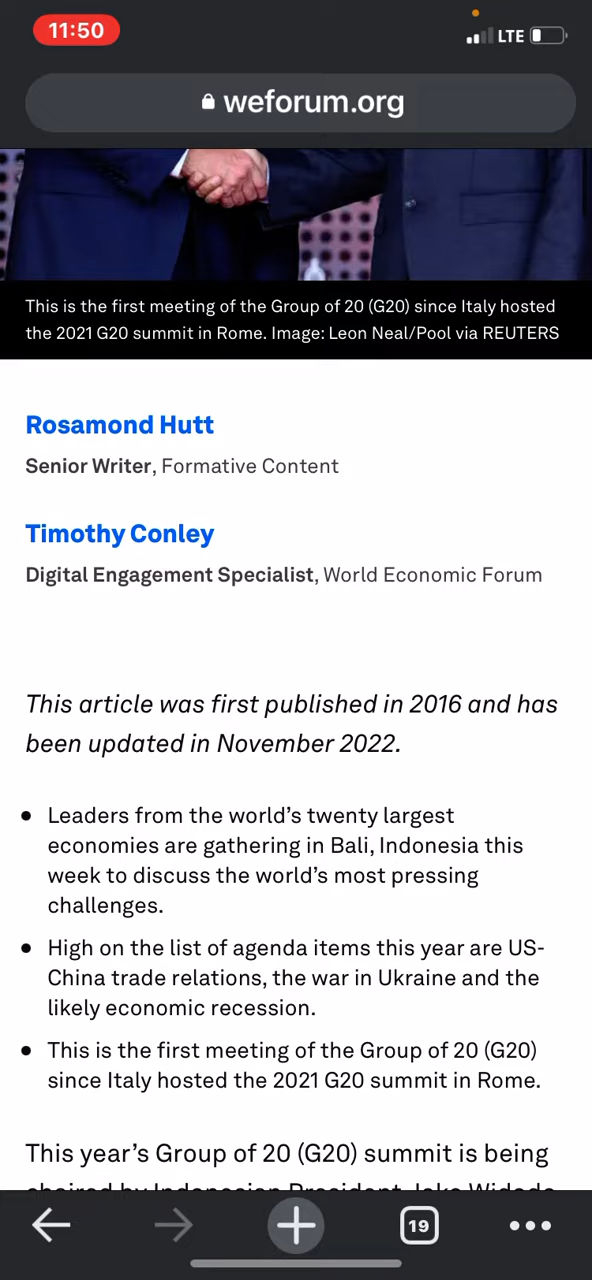 11:50
LTE
weforum.org
This is the first meeting of the Group of 20 (G20) since Italy hosted
the 2021 G20 summit in Rome. Image: Leon Neal/Pool via REUTERS
Rosamond Hutt
Senior Writer, Formative Content
Timothy Conley
Digital Engagement Specialist, World Economic Forum
This article was first published in 2016 and has
been updated in November 2022.
• Leaders from the world’s twenty largest
economies are gathering in Bali, Indonesia this
week to discuss the world’s most pressing
challenges.
• High on the list of agenda items this year are US-
China trade relations, the war in Ukraine and the
likely economic recession.
• This is the first meeting of the Group of 20 (G20)
since Italy hosted the 2021 G20 summit in Rome.
This year’s Group of 20 (G20) summit is being
chaired by Indonesian President Joko Widodo
19